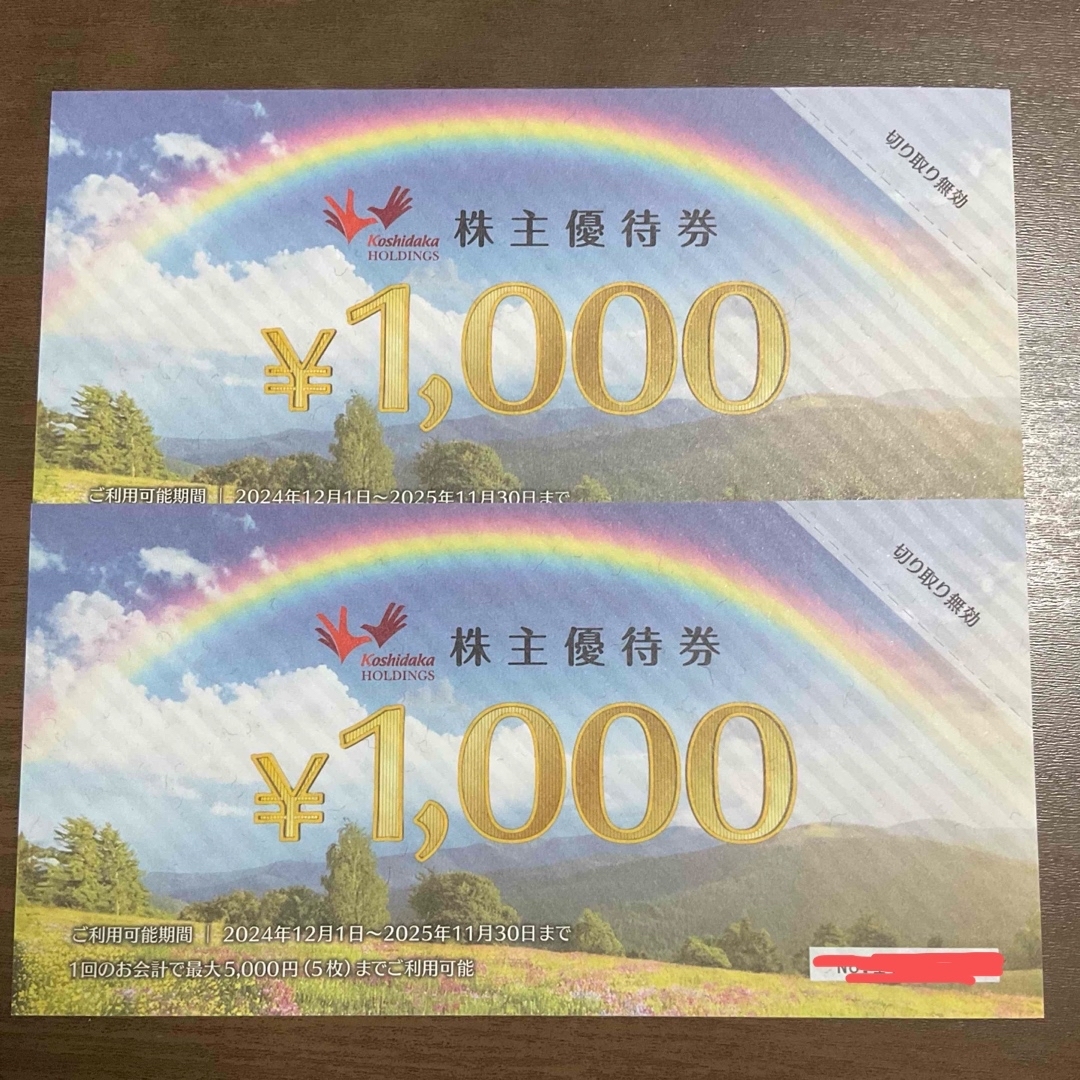 切り取り無効
Koshidaka
HOLDINGS
株主優待券
¥1,000
ご利用可能期間 | 2024年12月1日〜2025年11月30日まで
切り取り無効
Koshidaka
HOLDINGS
株主優待券
¥1,000
ご利用可能期間 | 2024年12月1日〜2025年11月30日まで
1回のお会計で最大5,000円(5枚)までご利用可能